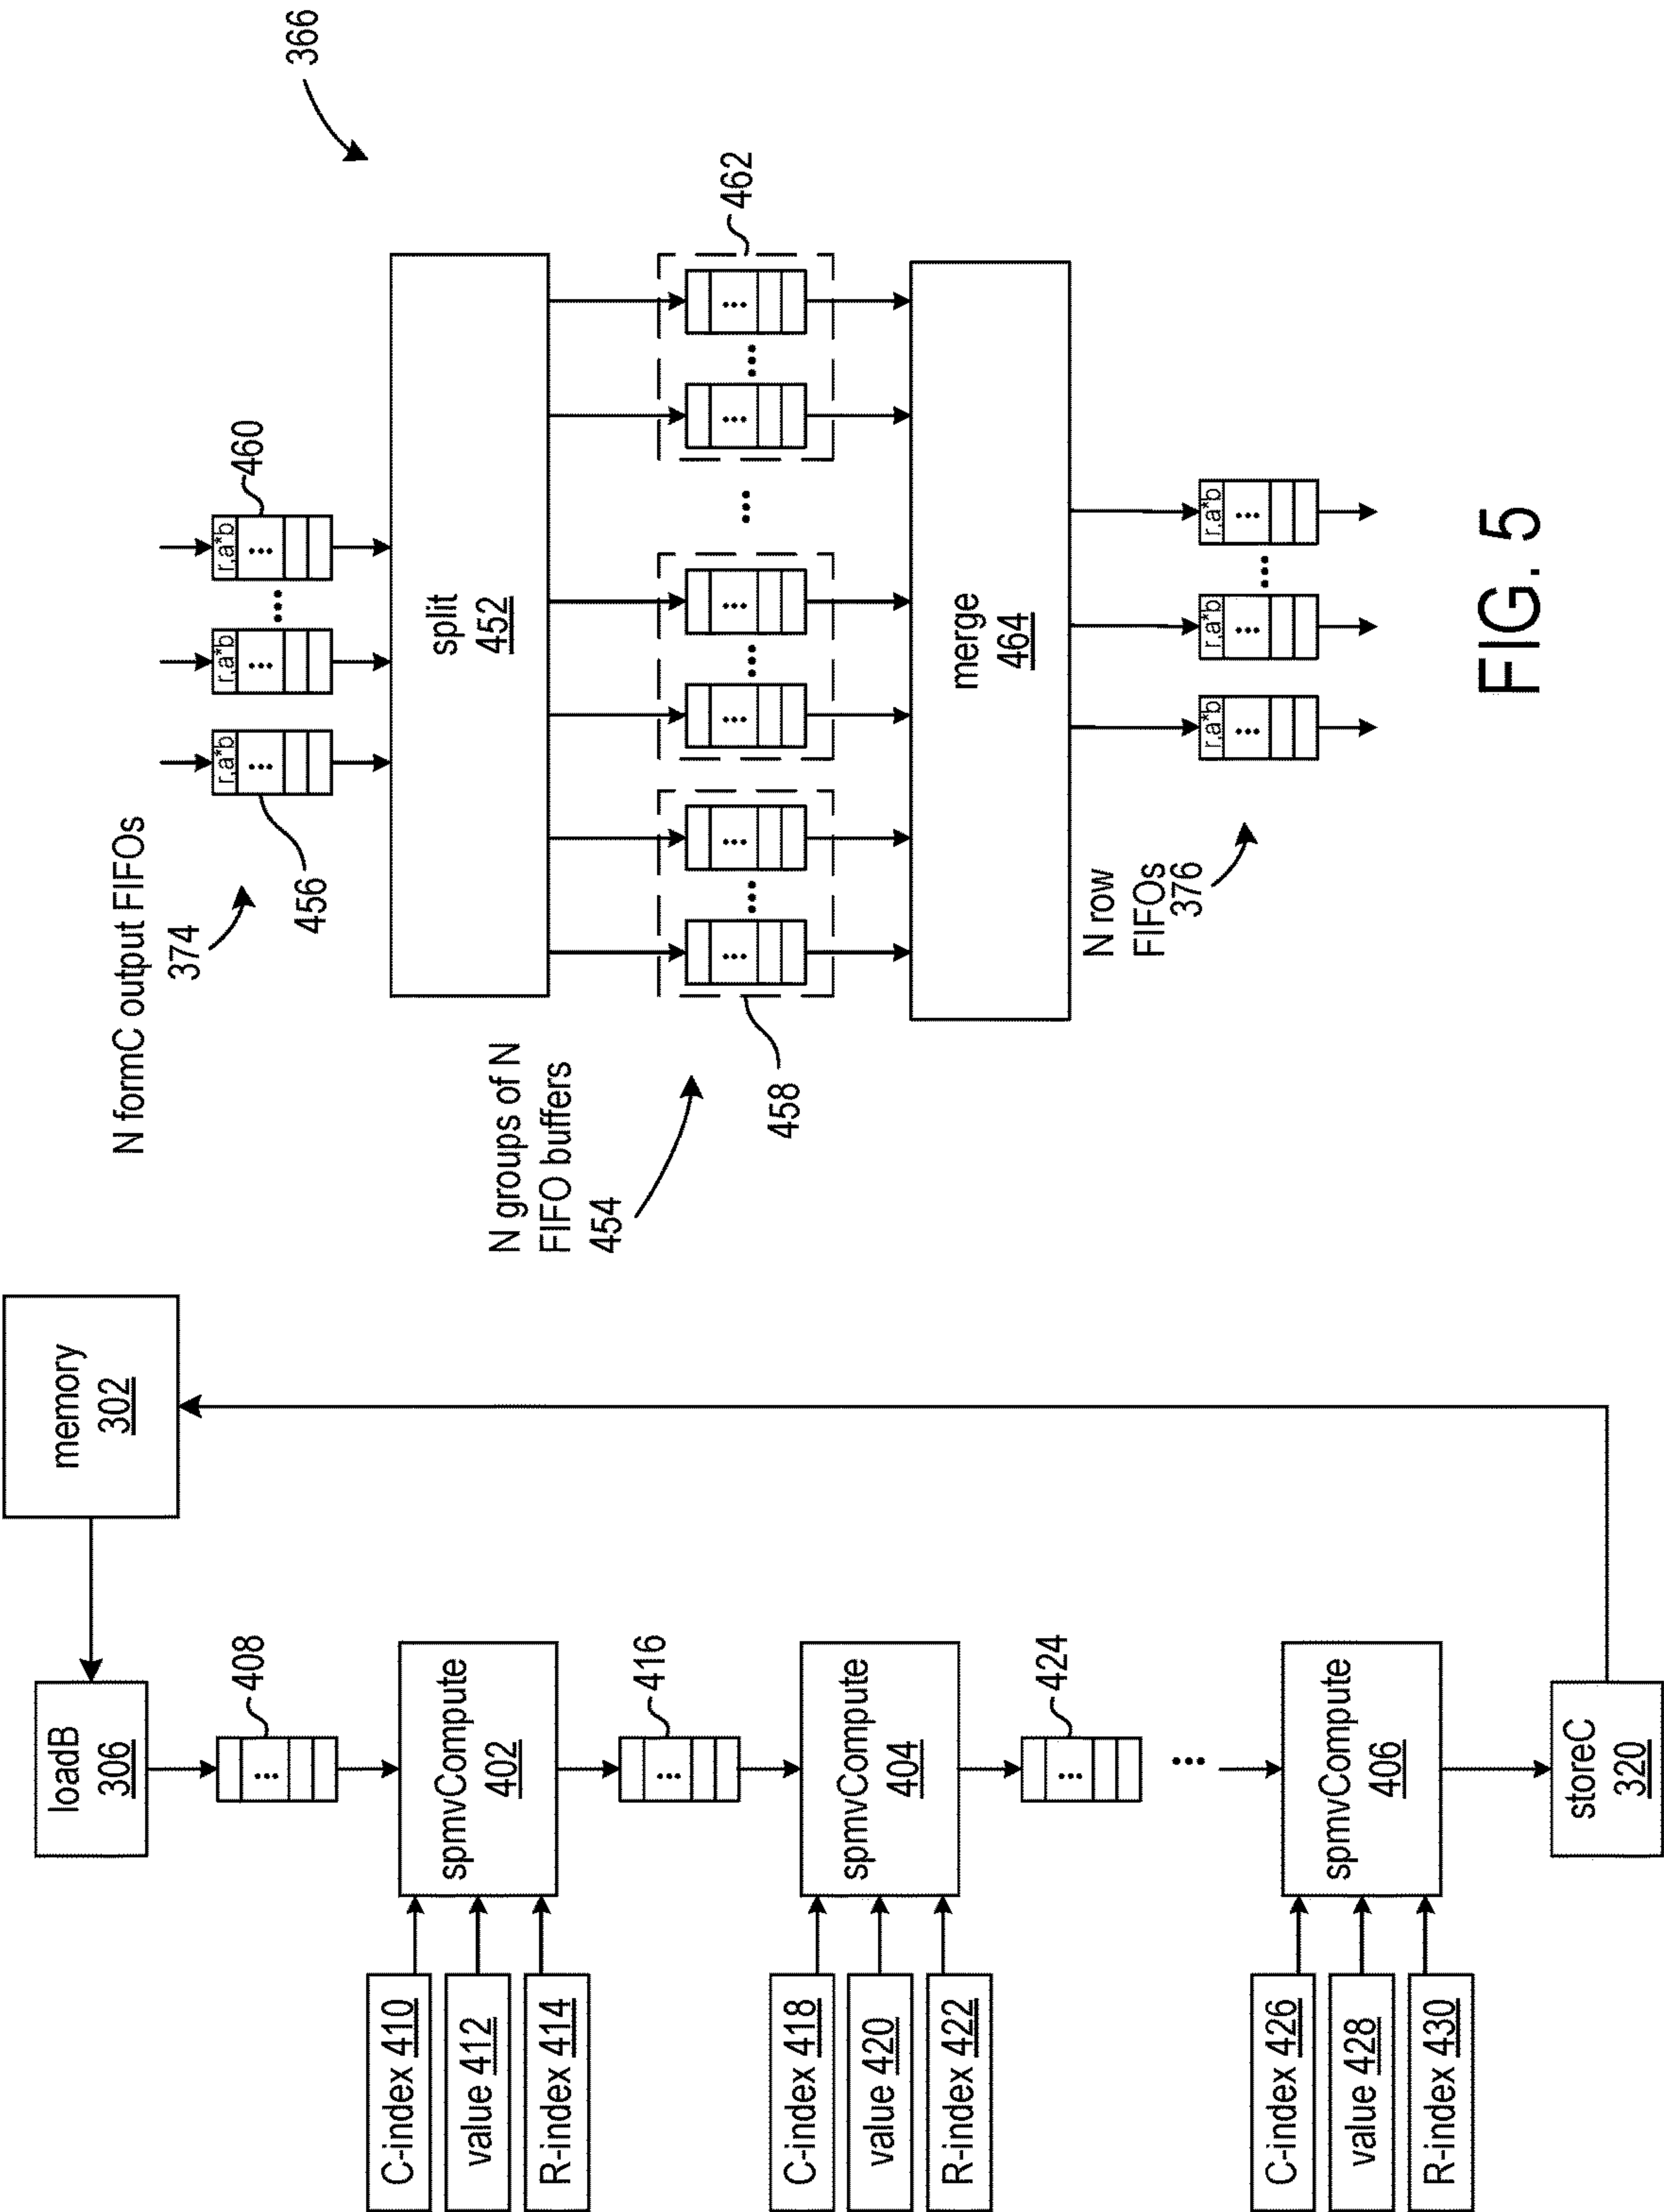 memory
302
loadB
306
408
C-index 410
value 412
R-index 414
spmvCompute
402
416
C-index 418
value 420
R-index 422
spmvCompute
404
424
...
C-index 426
value 428
R-index 430
spmvCompute
406
storeC
320
366
N formC output FIFOs
374
r,a*b
r,a*b
...
r,a*b
456
460
split
452
N groups of N
FIFO buffers
454
458
...
462
merge
464
N row
FIFOs
376
r,a*b
r,a*b
...
r,a*b
FIG. 5